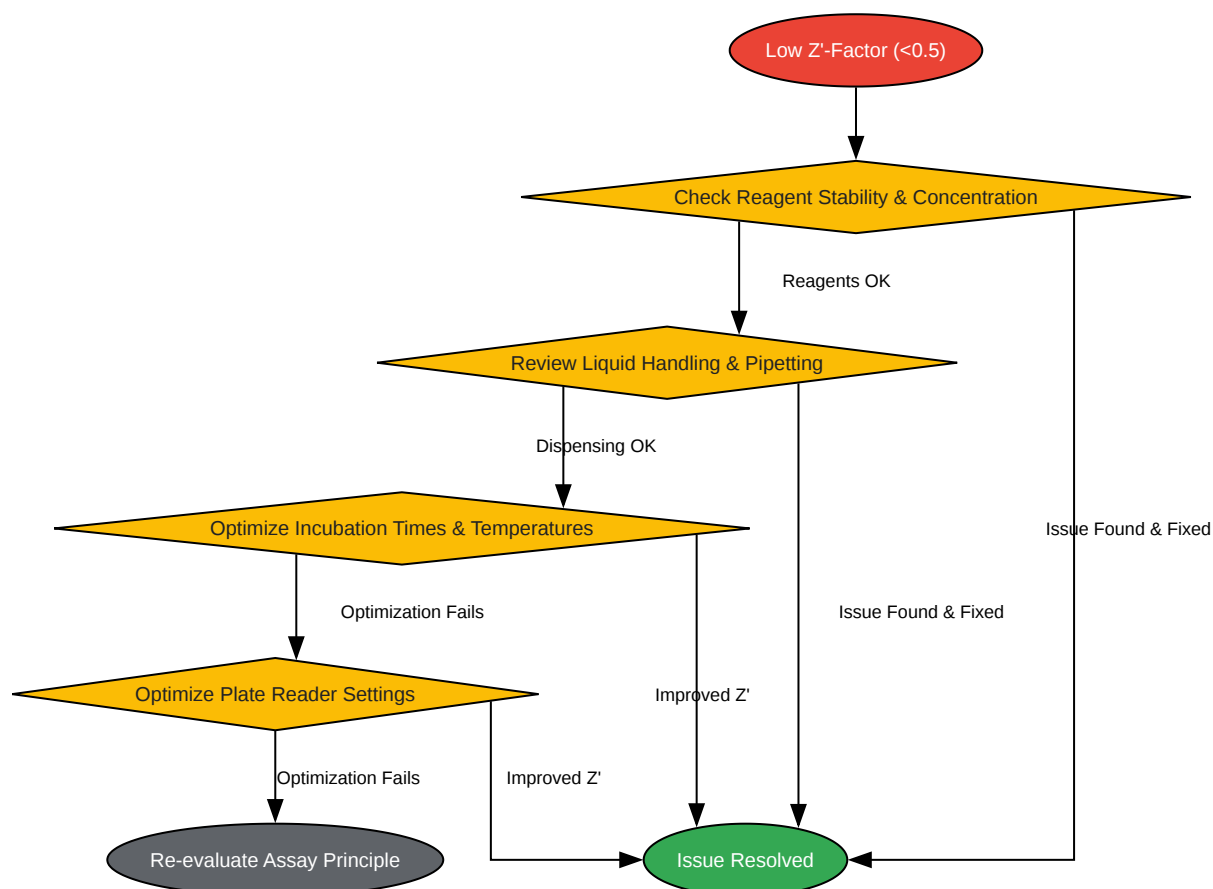 Low Z'-Factor (<0.5)
Check Reagent Stability & Concentration
Reagents OK
Review Liquid Handling & Pipetting
Dispensing OK
Optimize Incubation Times & Temperatures
Issue Found & Fixed
Optimization Fails
Issue Found & Fixed
Optimize Plate Reader Settings
Improved Z'
Optimization Fails
Improved Z'
Re-evaluate Assay Principle
Issue Resolved